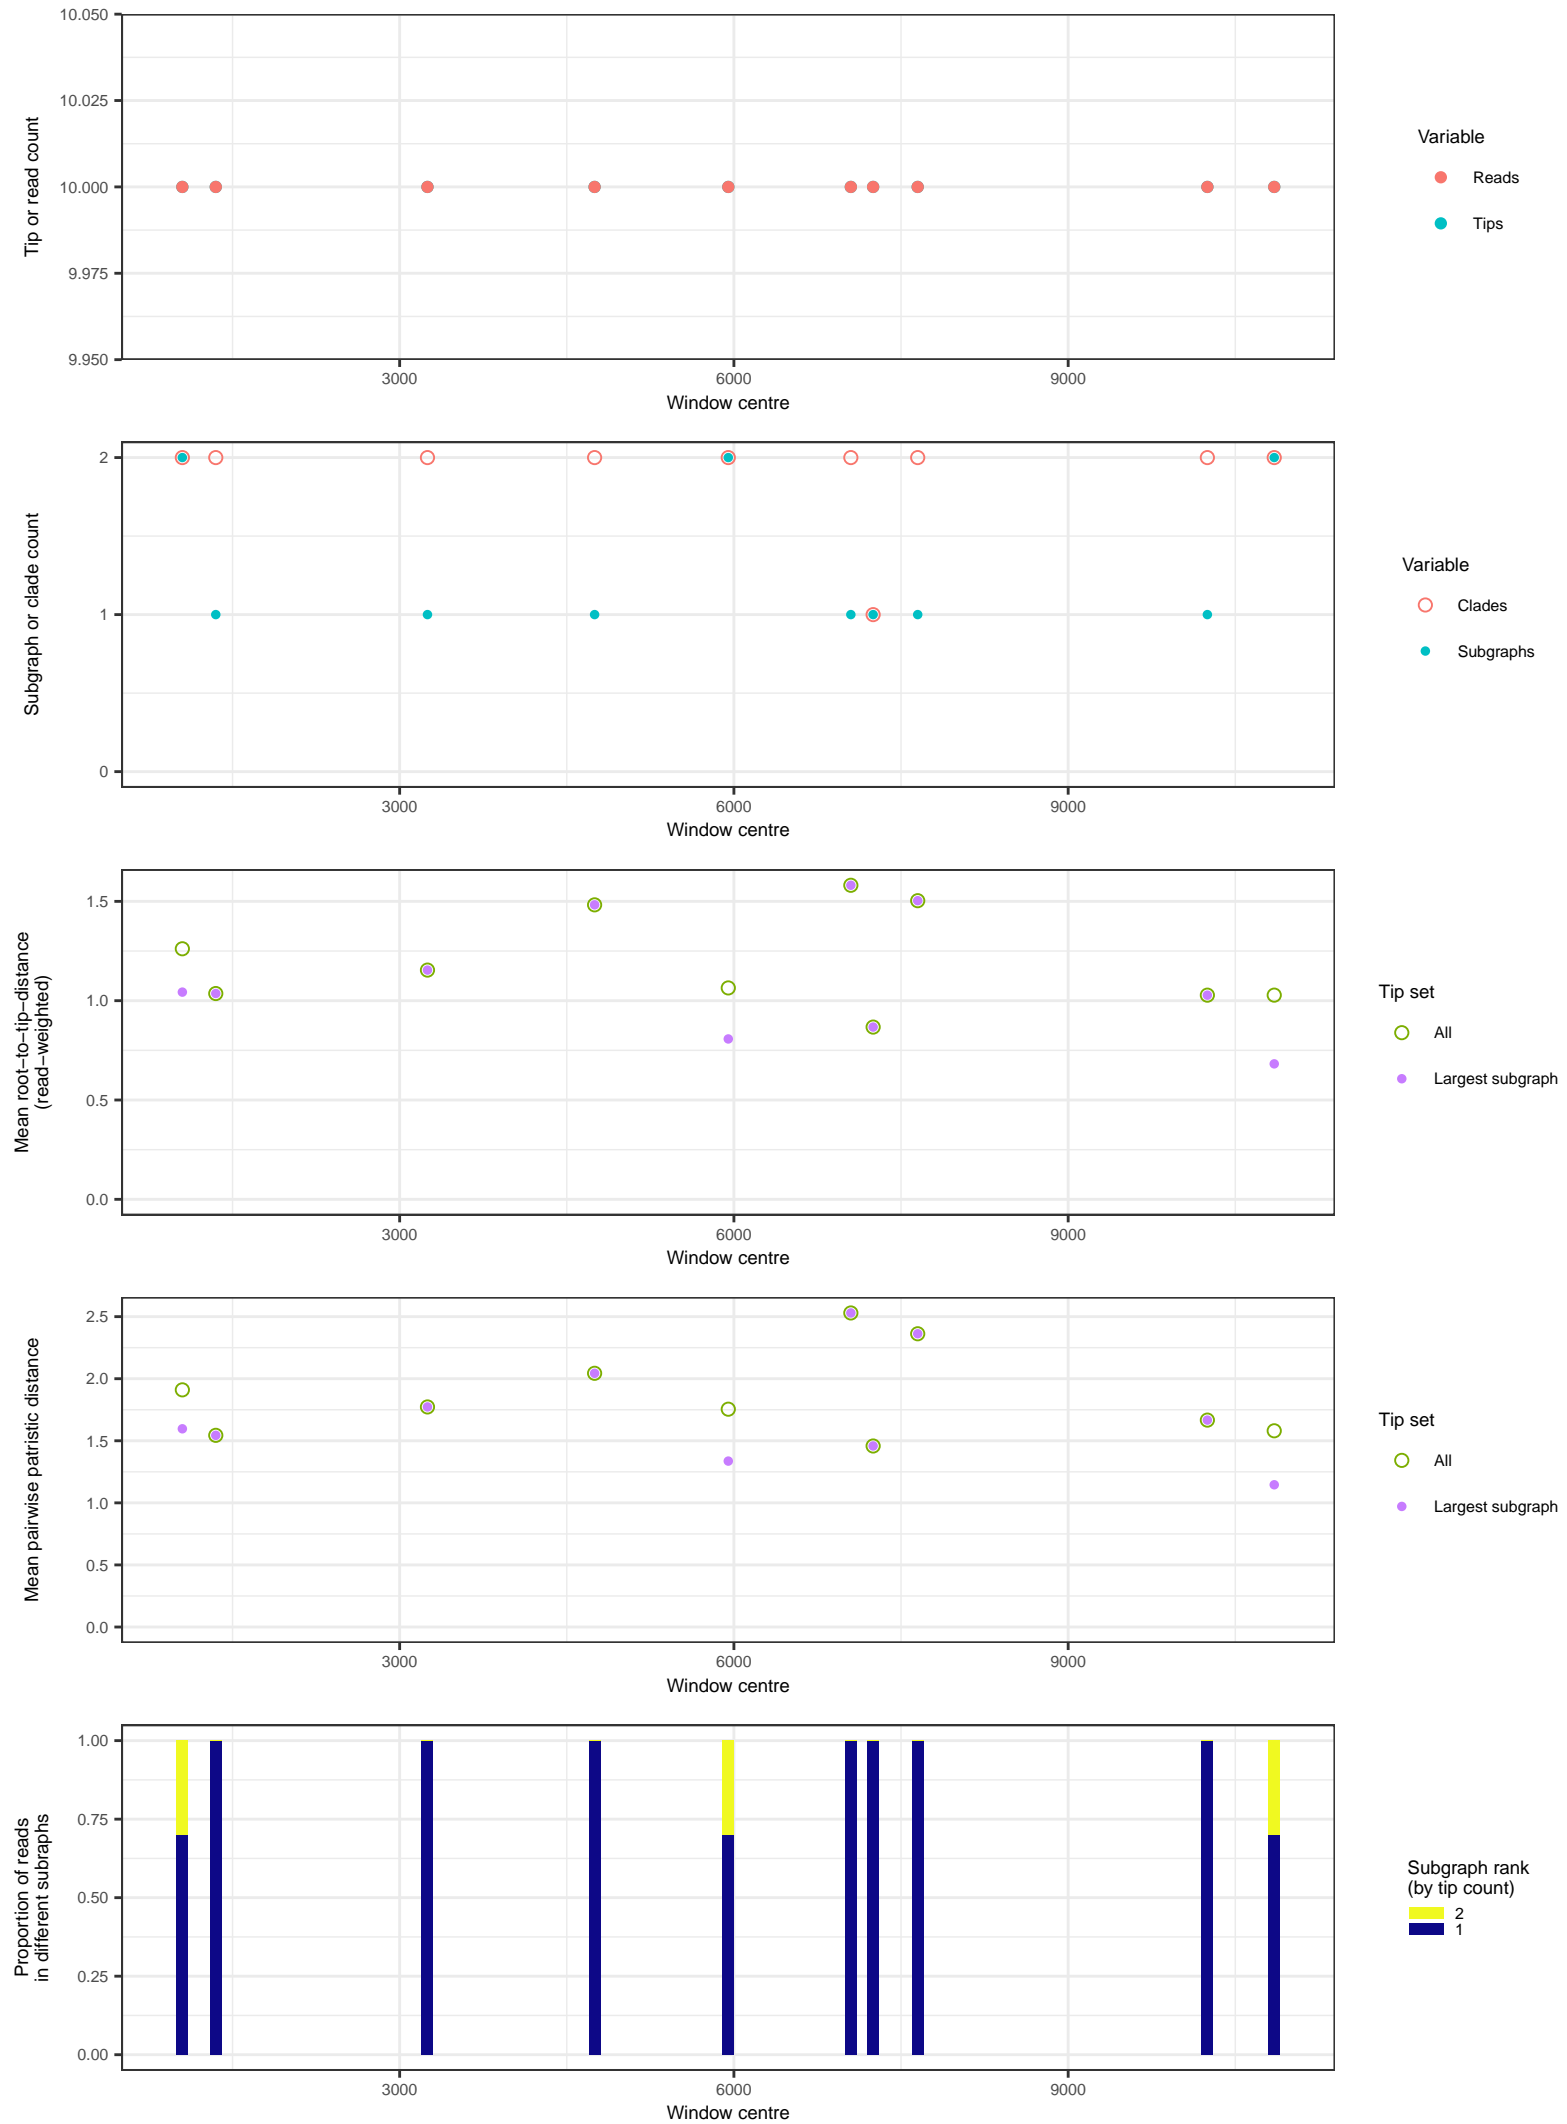 10.050
10.025
10.000
9.975
9.950
Tip or read count
3000 6000 9000
Window centre
Variable
Reads
Tips
2
1
0
Subgraph or clade count
3000 6000 9000
Window centre
Variable
Clades
Subgraphs
1.5
1.0
0.5
0.0
Mean root−to−tip−distance
(read−weighted)
3000 6000 9000
Window centre
Tip set
All
Largest subgraph
2.5
2.0
1.5
1.0
0.5
0.0
Mean pairwise patristic distance
3000 6000 9000
Window centre
Tip set
All
Largest subgraph
1.00
0.75
0.50
0.25
0.00
Proportion of reads
in different subraphs
3000 6000 9000
Window centre
Subgraph rank
(by tip count)
2
1